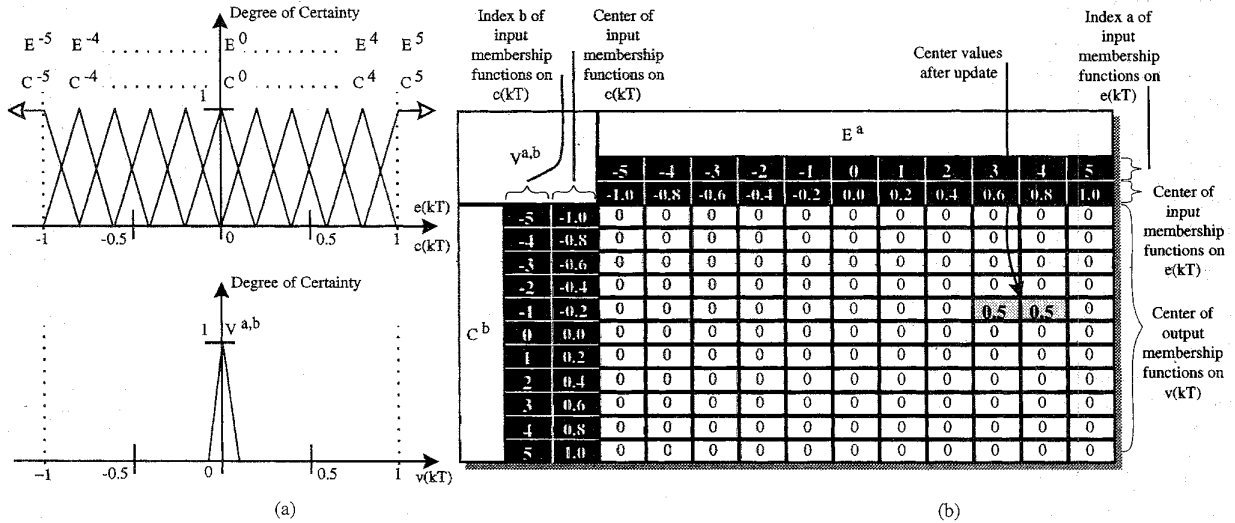 Degree of Certainty
E^-5 E^-4 . . . . . . . . . . E^0 . . . . . . . . . . E^4 E^5
C^-5 C^-4 . . . . . . . . . . C^0 . . . . . . . . . . C^4 C^5
1
e(kT)
-1 -0.5 0 0.5 1 c(kT)
Degree of Certainty
1 V^a,b
-1 -0.5 0 0.5 1 v(kT)
(a)
Index b of
input
membership
functions on
c(kT)
Center of
input
membership
functions on
c(kT)
Center values
after update
Index a of
input
membership
functions on
e(kT)
E^a
V^a,b
-5 -4 -3 -2 -1 0 1 2 3 4 5
-1.0 -0.8 -0.6 -0.4 -0.2 0.0 0.2 0.4 0.6 0.8 1.0
C^b
-5 -1.0 0 0 0 0 0 0 0 0 0 0 0
-4 -0.8 0 0 0 0 0 0 0 0 0 0 0
-3 -0.6 0 0 0 0 0 0 0 0 0 0 0
-2 -0.4 0 0 0 0 0 0 0 0 0 0 0
-1 -0.2 0 0 0 0 0 0 0 0 0.5 0.5 0
0 0.0 0 0 0 0 0 0 0 0 0 0 0
1 0.2 0 0 0 0 0 0 0 0 0 0 0
2 0.4 0 0 0 0 0 0 0 0 0 0 0
3 0.6 0 0 0 0 0 0 0 0 0 0 0
4 0.8 0 0 0 0 0 0 0 0 0 0 0
5 1.0 0 0 0 0 0 0 0 0 0 0 0
Center of
input
membership
functions on
e(kT)
Center of
output
membership
functions on
v(kT)
(b)